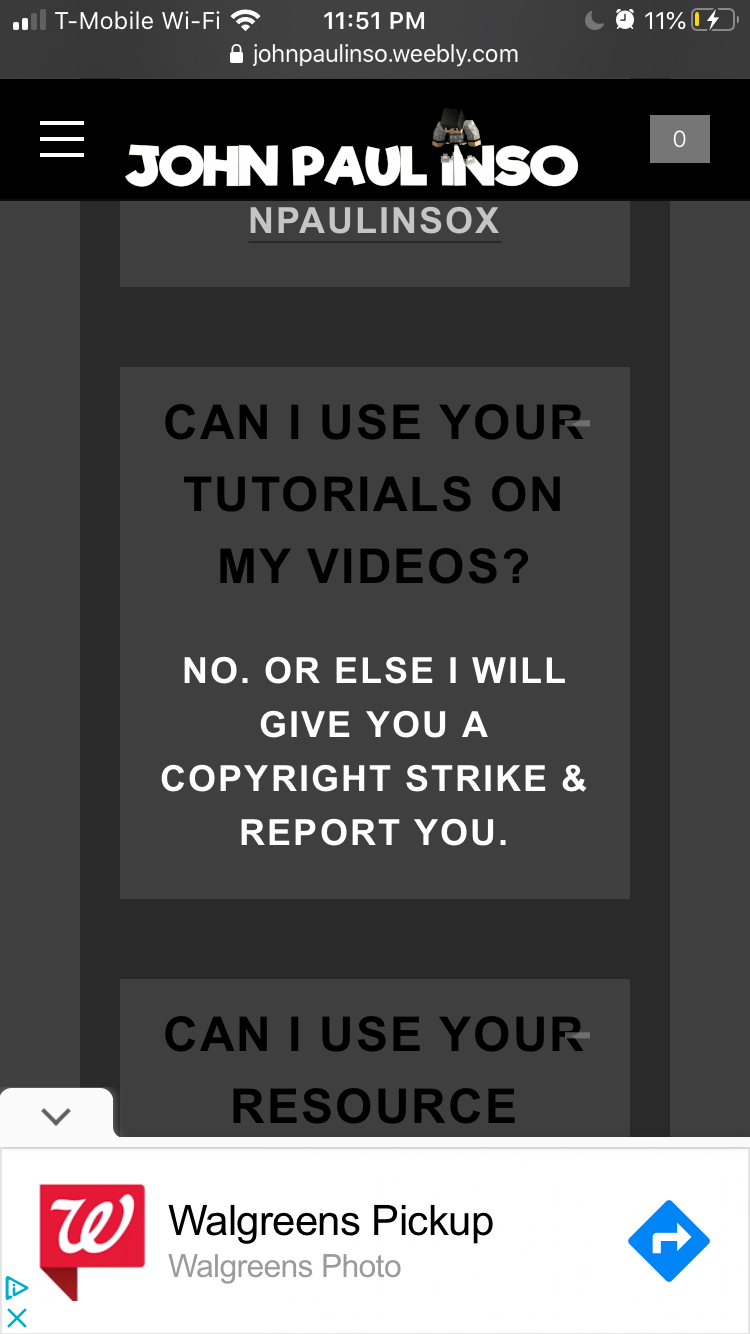 T-Mobile Wi-Fi 11:51 PM 11%
johnpaulinso.weebly.com
JOHN PAUL INSO 0
NPAULINSOX
CAN I USE YOUR
TUTORIALS ON
MY VIDEOS?
NO. OR ELSE I WILL
GIVE YOU A
COPYRIGHT STRIKE &
REPORT YOU.
CAN I USE YOUR
RESOURCE
Walgreens Pickup
Walgreens Photo